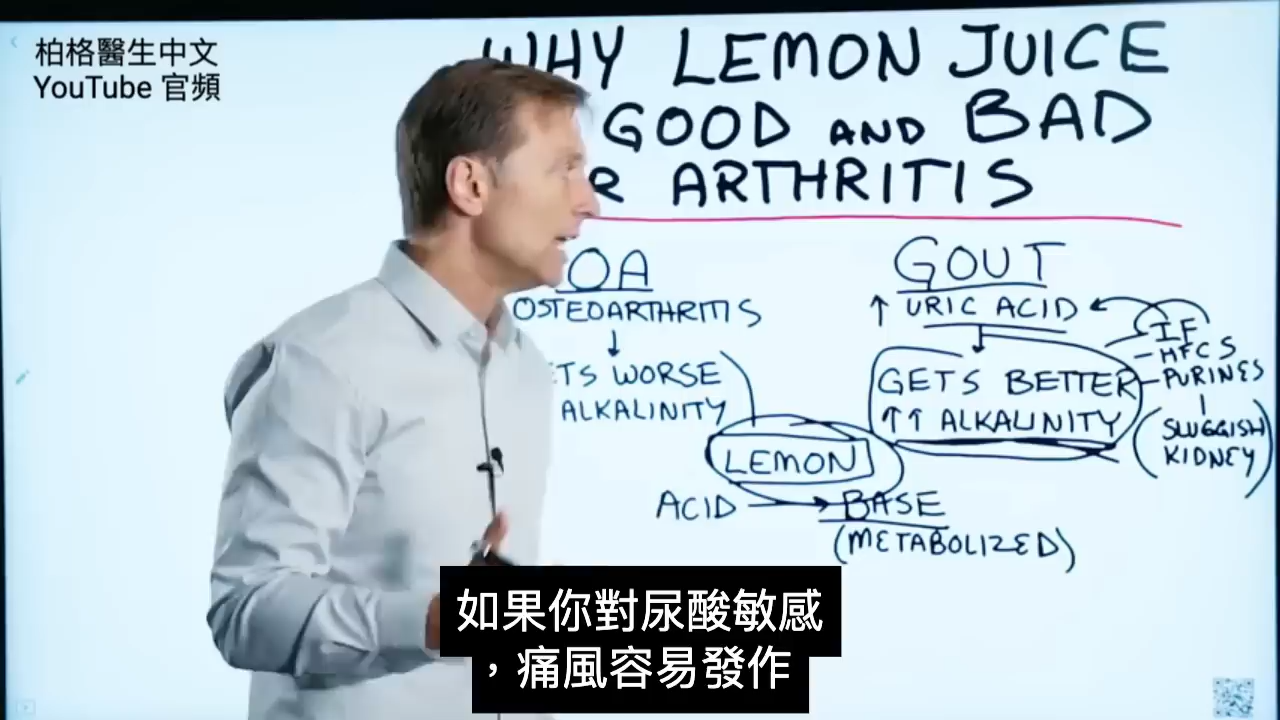 柏格醫生中文
YouTube 官頻
WHY LEMON JUICE
GOOD AND BAD
R ARTHRITIS
OA
OSTEOARTHRITIS
↓
ETS WORSE
ALKALINITY
GOUT
↑ URIC ACID
IF
- HFCS
- PURINES
(SLUGGISH
KIDNEY)
GETS BETTER
↑↑ ALKALINITY
LEMON
ACID → BASE
(METABOLIZED)
如果你對尿酸敏感
，痛風容易發作